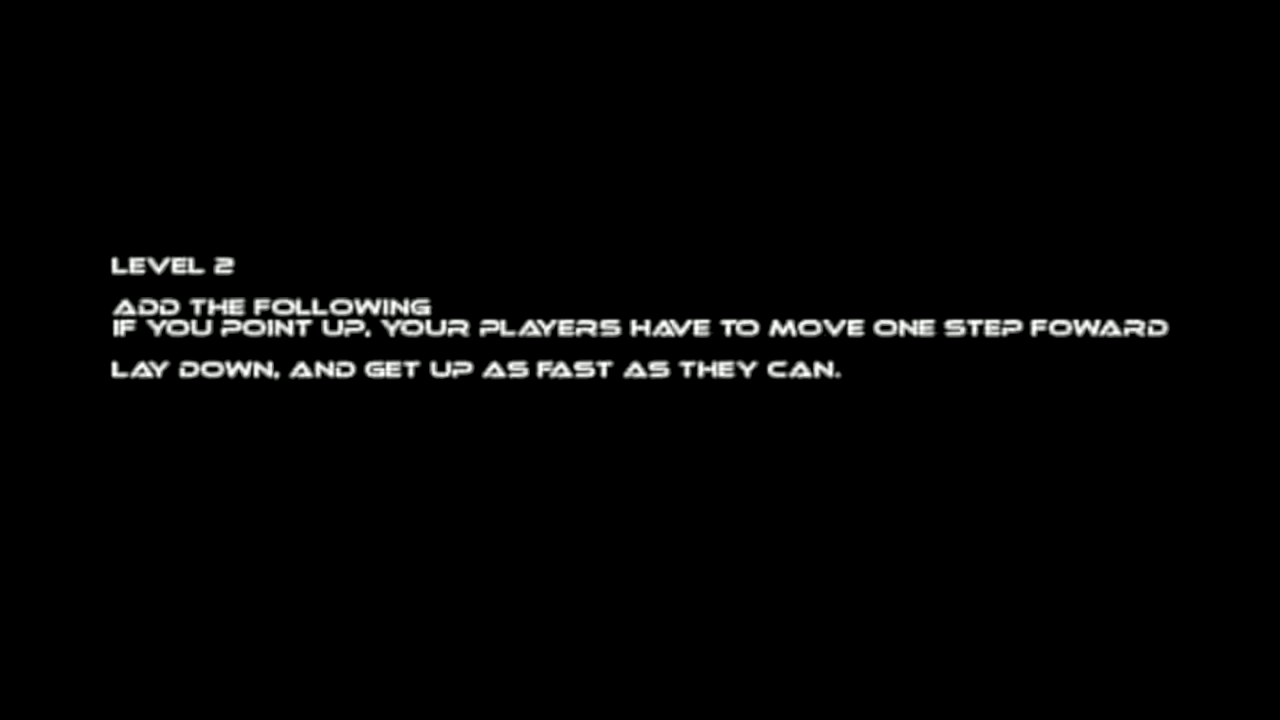 LEVEL 2
ADD THE FOLLOWING
IF YOU POINT UP, YOUR PLAYERS HAVE TO MOVE ONE STEP FOWARD
LAY DOWN, AND GET UP AS FAST AS THEY CAN.